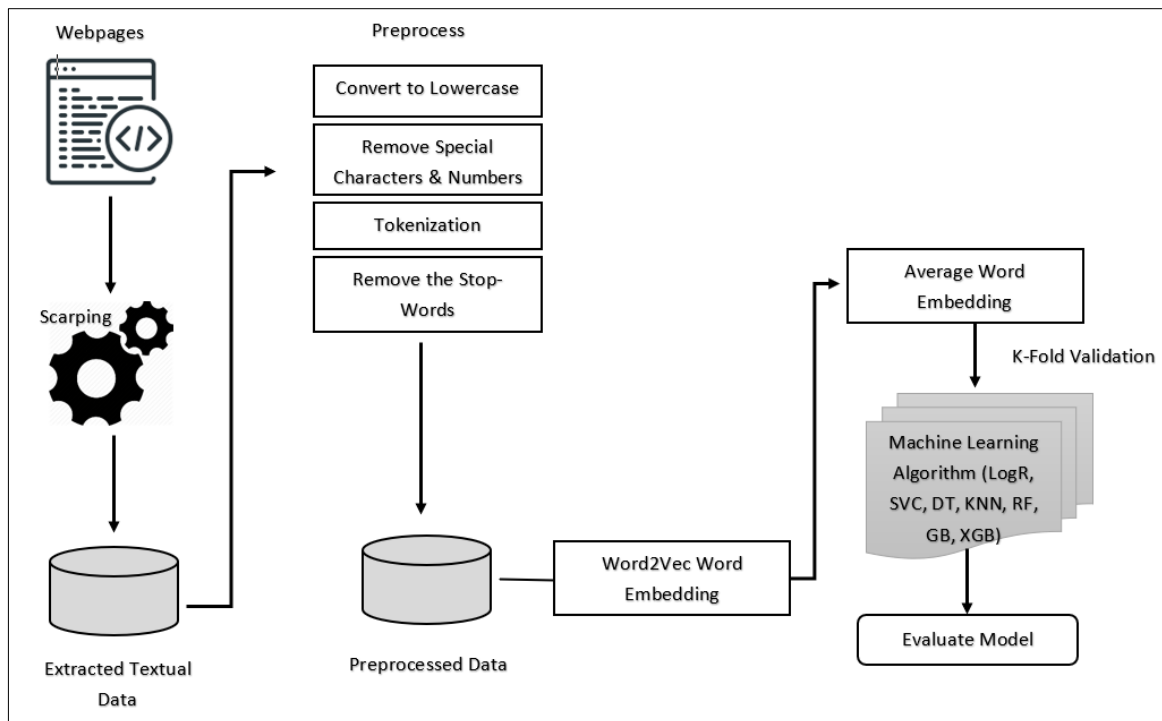 Webpages
</>
Scarping
Extracted Textual
Data
Preprocess
Convert to Lowercase
Remove Special
Characters & Numbers
Tokenization
Remove the Stop-
Words
Preprocessed Data
Word2Vec Word
Embedding
Average Word
Embedding
K-Fold Validation
Machine Learning
Algorithm (LogR,
SVC, DT, KNN, RF,
GB, XGB)
Evaluate Model